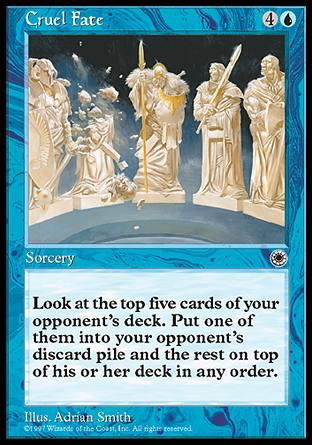 Cruel Fate 4
Sorcery
Look at the top five cards of your
opponent's deck. Put one of
them into your opponent's
discard pile and the rest on top
of his or her deck in any order.
Illus. Adrian Smith
©1997 Wizards of the Coast, Inc. All rights reserved.